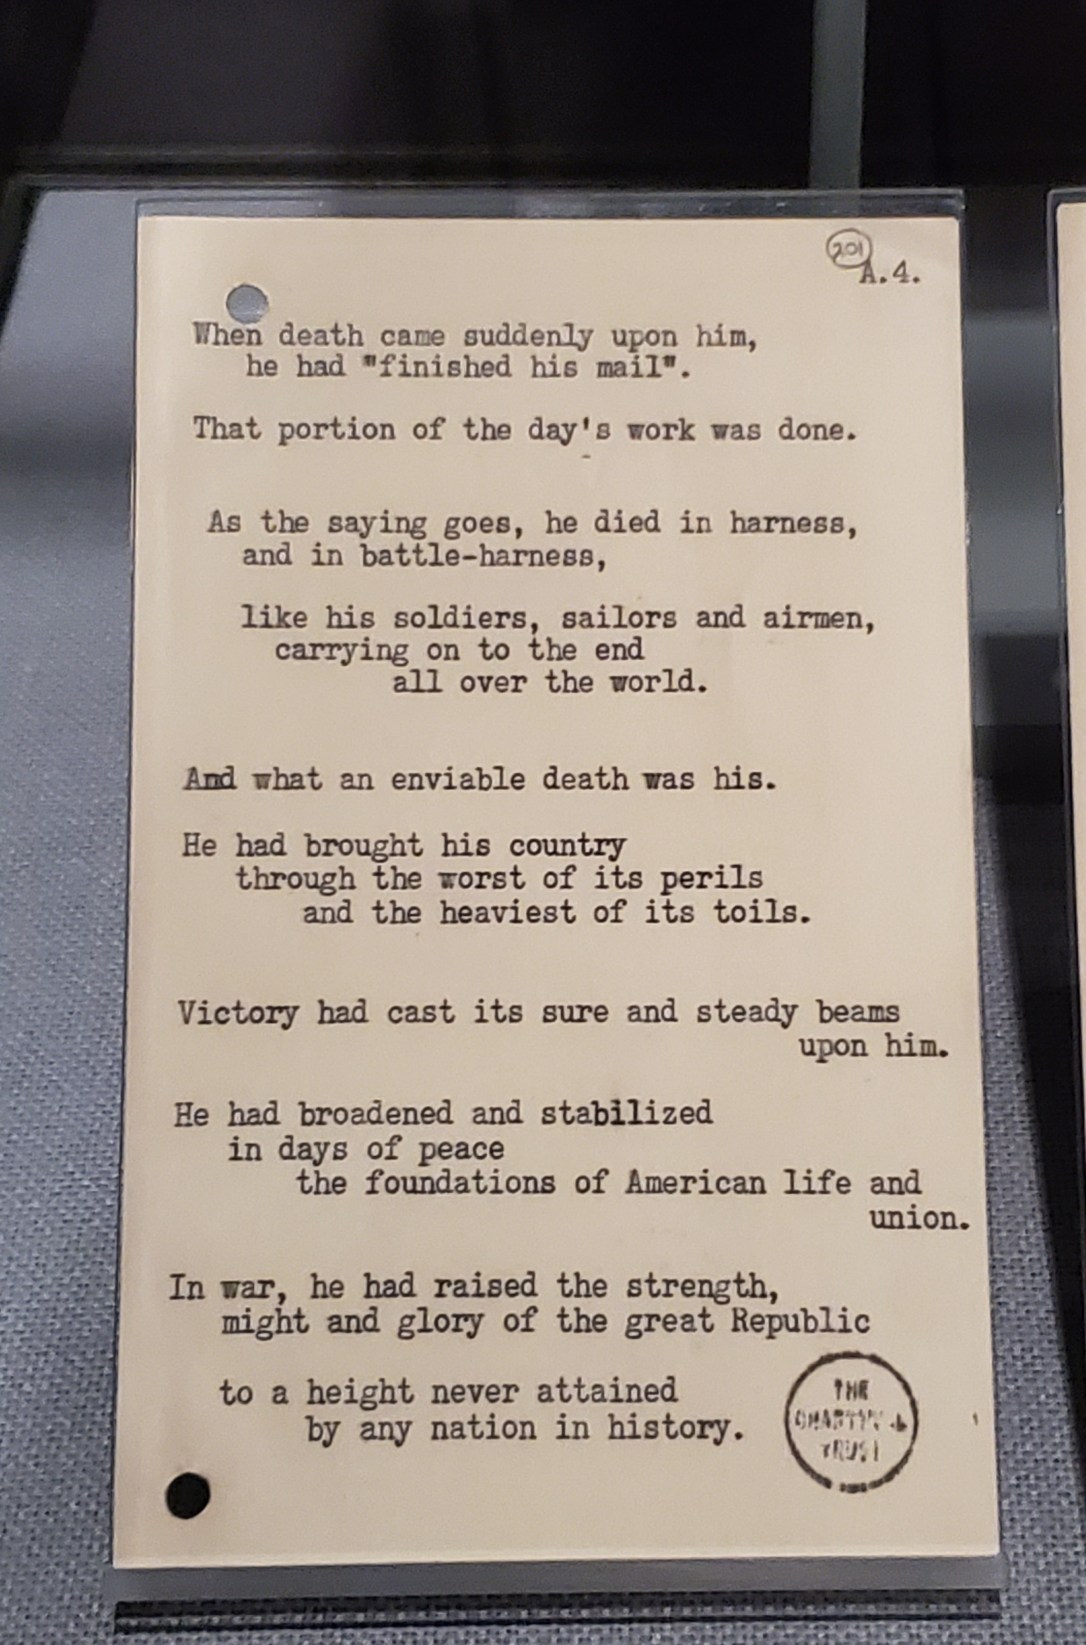 201
A.4.
When death came suddenly upon him,
he had "finished his mail".
That portion of the day's work was done.
As the saying goes, he died in harness,
and in battle-harness,
like his soldiers, sailors and airmen,
carrying on to the end
all over the world.
And what an enviable death was his.
He had brought his country
through the worst of its perils
and the heaviest of its toils.
Victory had cast its sure and steady beams
upon him.
He had broadened and stabilized
in days of peace
the foundations of American life and
union.
In war, he had raised the strength,
might and glory of the great Republic
to a height never attained
by any nation in history.
THE
TRUST